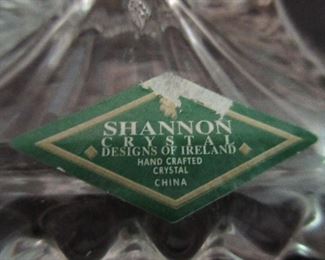 SHANNON
CRYSTAL
DESIGNS OF IRELAND
HAND CRAFTED
CRYSTAL
CHINA